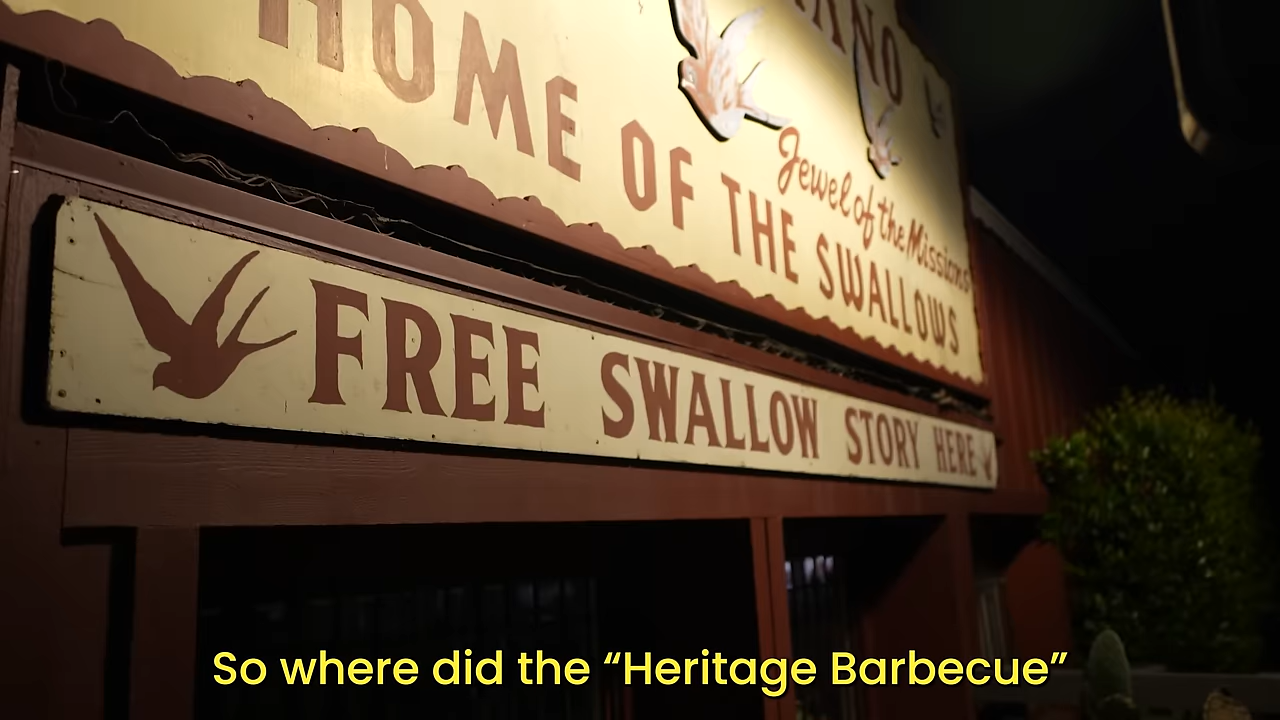 HOME OF THE SWALLOWS
Jewel of the Missions
FREE SWALLOW STORY HERE
So where did the “Heritage Barbecue”